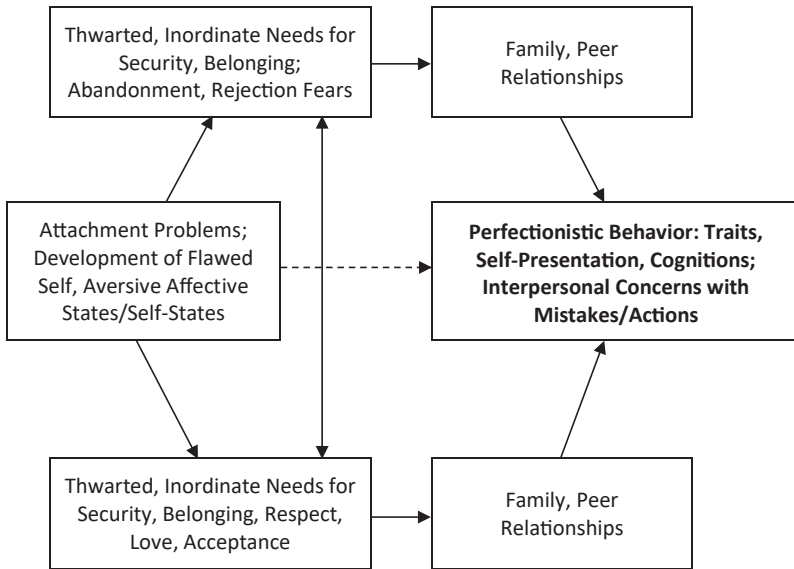 Thwarted, Inordinate Needs for
Security, Belonging;
Abandonment, Rejection Fears
Family, Peer
Relationships
Attachment Problems;
Development of Flawed
Self, Aversive Affective
States/Self-States
Perfectionistic Behavior: Traits,
Self-Presentation, Cognitions;
Interpersonal Concerns with
Mistakes/Actions
Thwarted, Inordinate Needs for
Security, Belonging, Respect,
Love, Acceptance
Family, Peer
Relationships